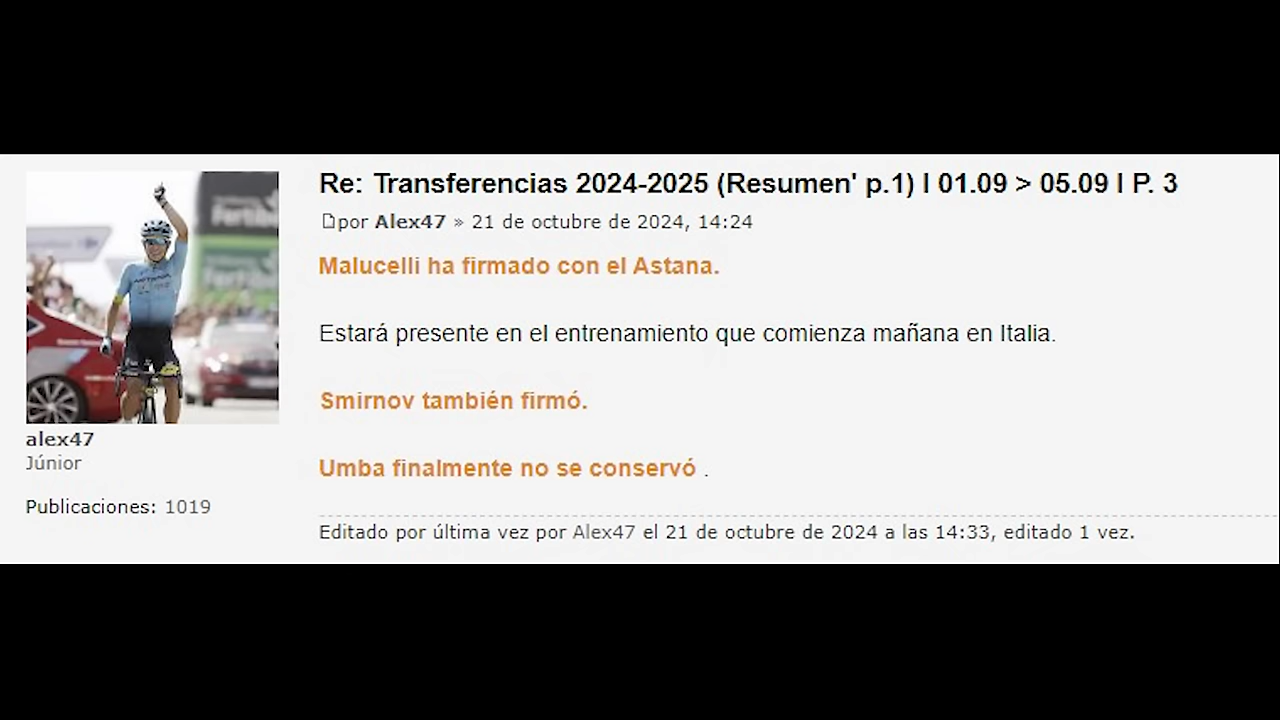 Re: Transferencias 2024-2025 (Resumen' p.1) l 01.09 > 05.09 l P. 3
por Alex47 » 21 de octubre de 2024, 14:24
Malucelli ha firmado con el Astana.
Estará presente en el entrenamiento que comienza mañana en Italia.
Smirnov también firmó.
Umba finalmente no se conservó .
Editado por última vez por Alex47 el 21 de octubre de 2024 a las 14:33, editado 1 vez.
alex47
Júnior
Publicaciones: 1019